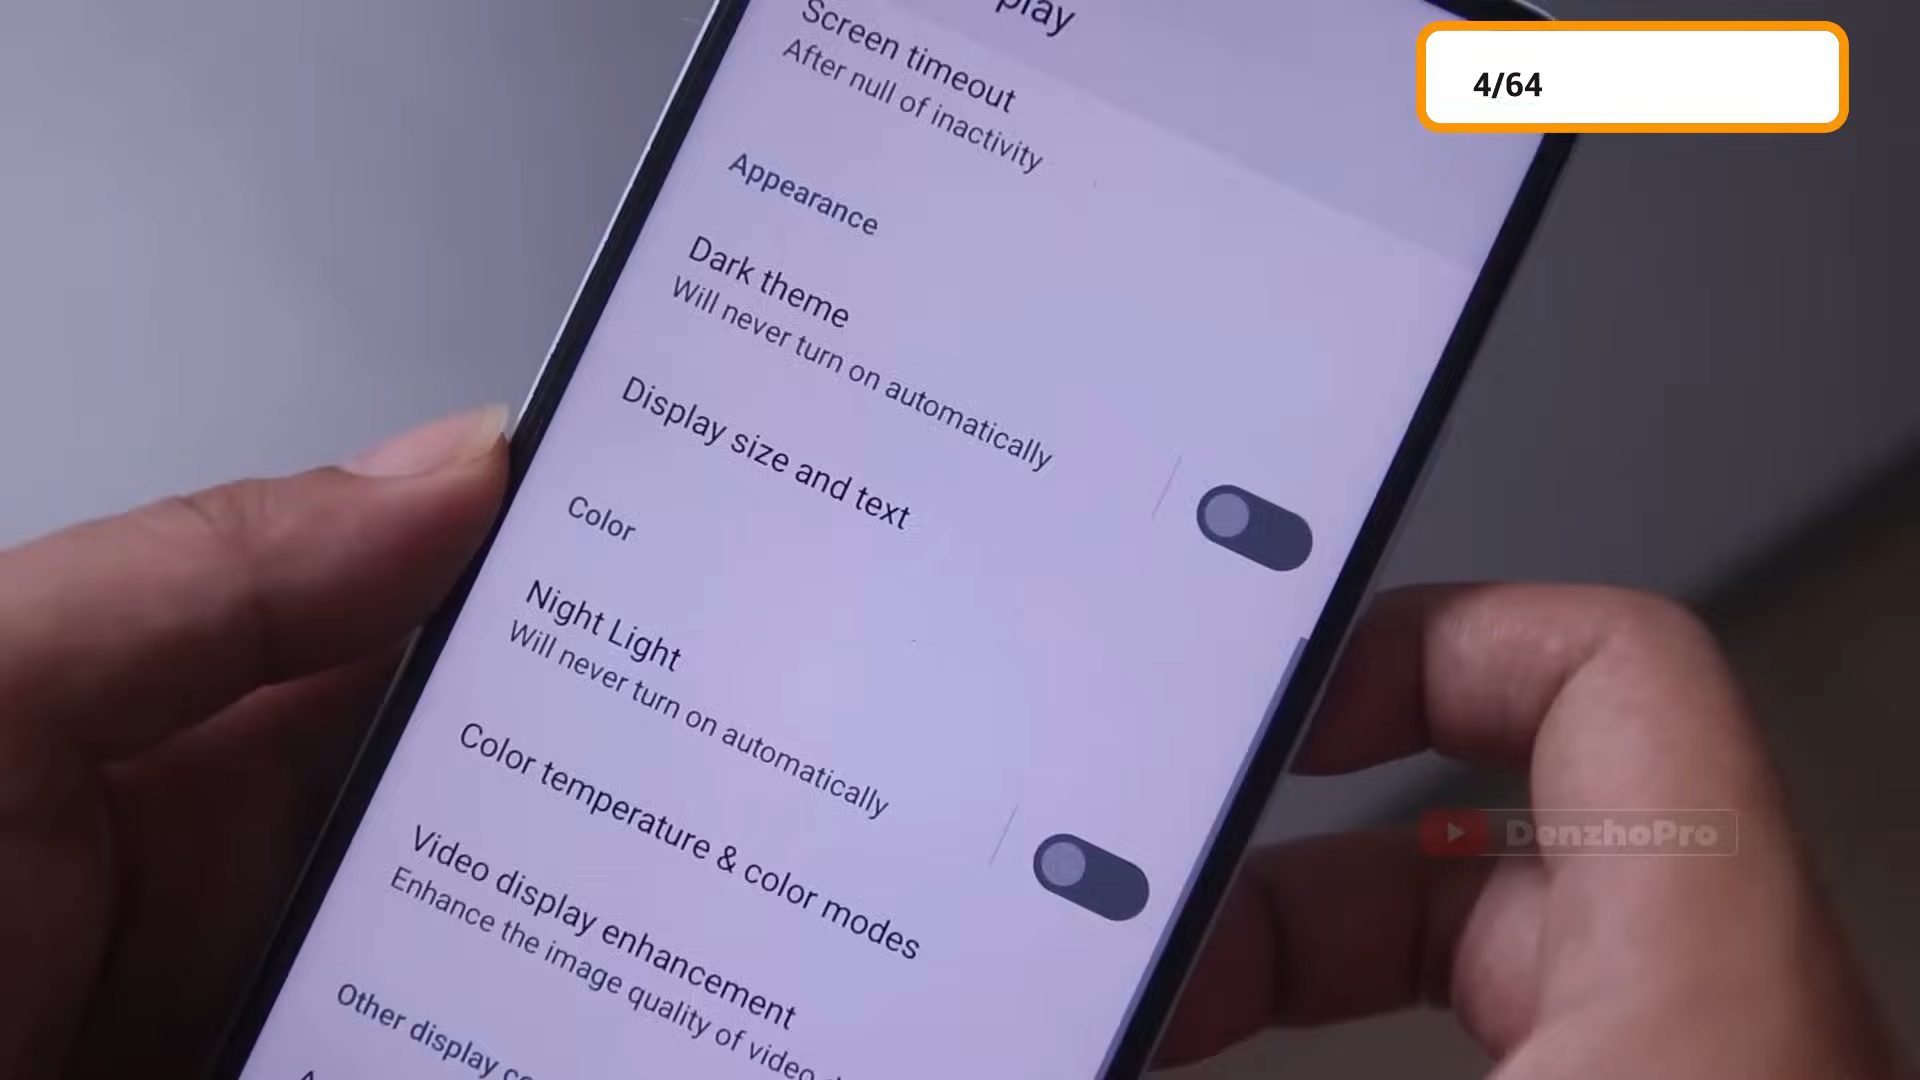 play
4/64
Screen timeout
After null of inactivity
Appearance
Dark theme
Will never turn on automatically
Display size and text
Color
Night Light
Will never turn on automatically
Color temperature & color modes
Video display enhancement
Enhance the image quality of video
Other display
DenzhoPro